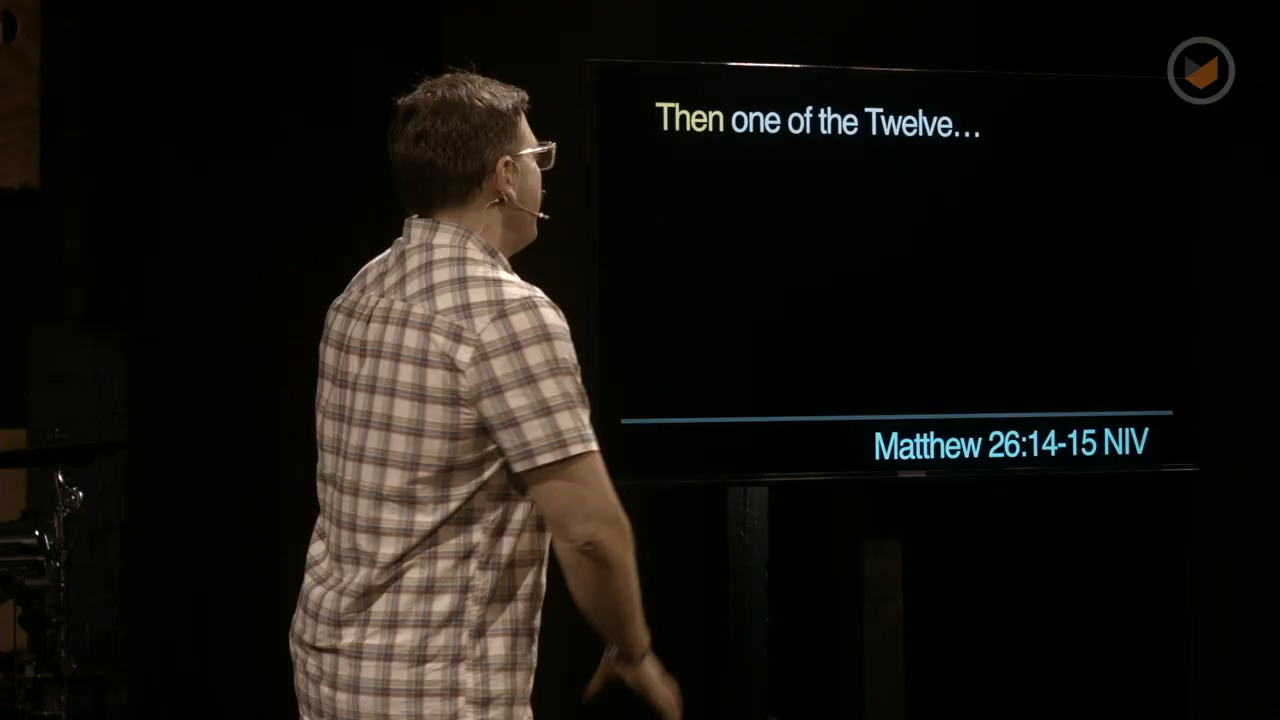 Then one of the Twelve…
Matthew 26:14-15 NIV